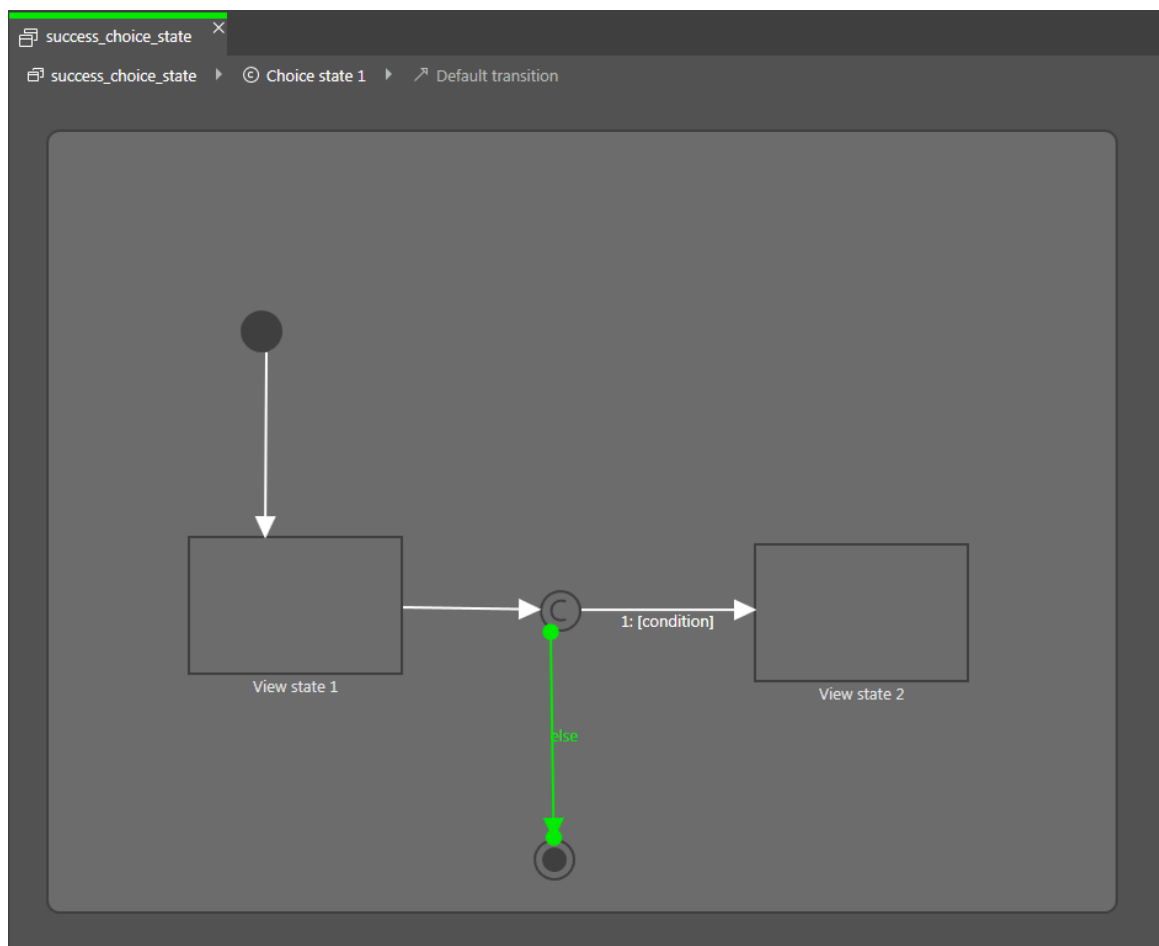 success_choice_state
success_choice_state Choice state 1 Default transition
C
1: [condition]
View state 1
View state 2
else